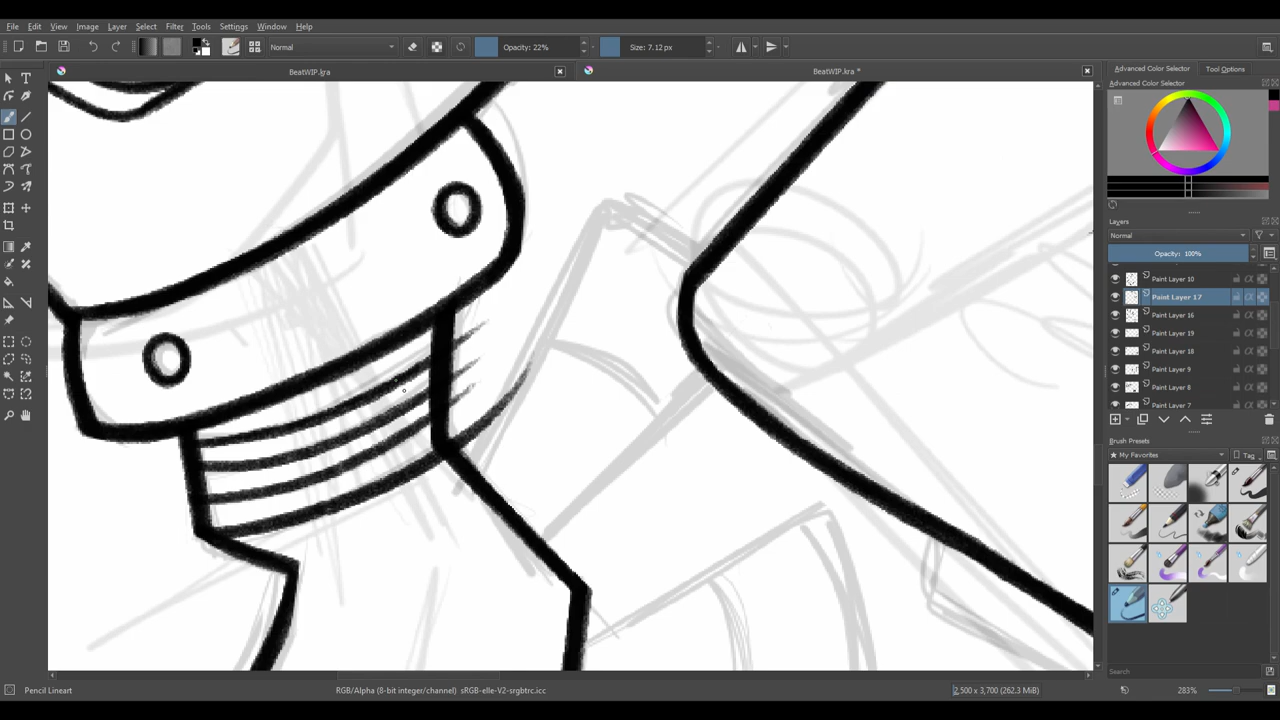 File Edit View Image Layer Select Filter Tools Settings Window Help
Normal Opacity: 22% Size: 7.12 px
BeatWIP.kra BeatWIP.kra *
Advanced Color Selector Tool Options
Advanced Color Selector
Layers
Normal
Opacity: 100%
Paint Layer 10
Paint Layer 17
Paint Layer 16
Paint Layer 19
Paint Layer 18
Paint Layer 9
Paint Layer 8
Paint Layer 7
Brush Presets
★ My Favorites Tag
Search
Pencil Lineart RGB/Alpha (8-bit integer/channel) sRGB-elle-V2-srgbtrc.icc 2,500 x 3,700 (262.3 MiB) 283%